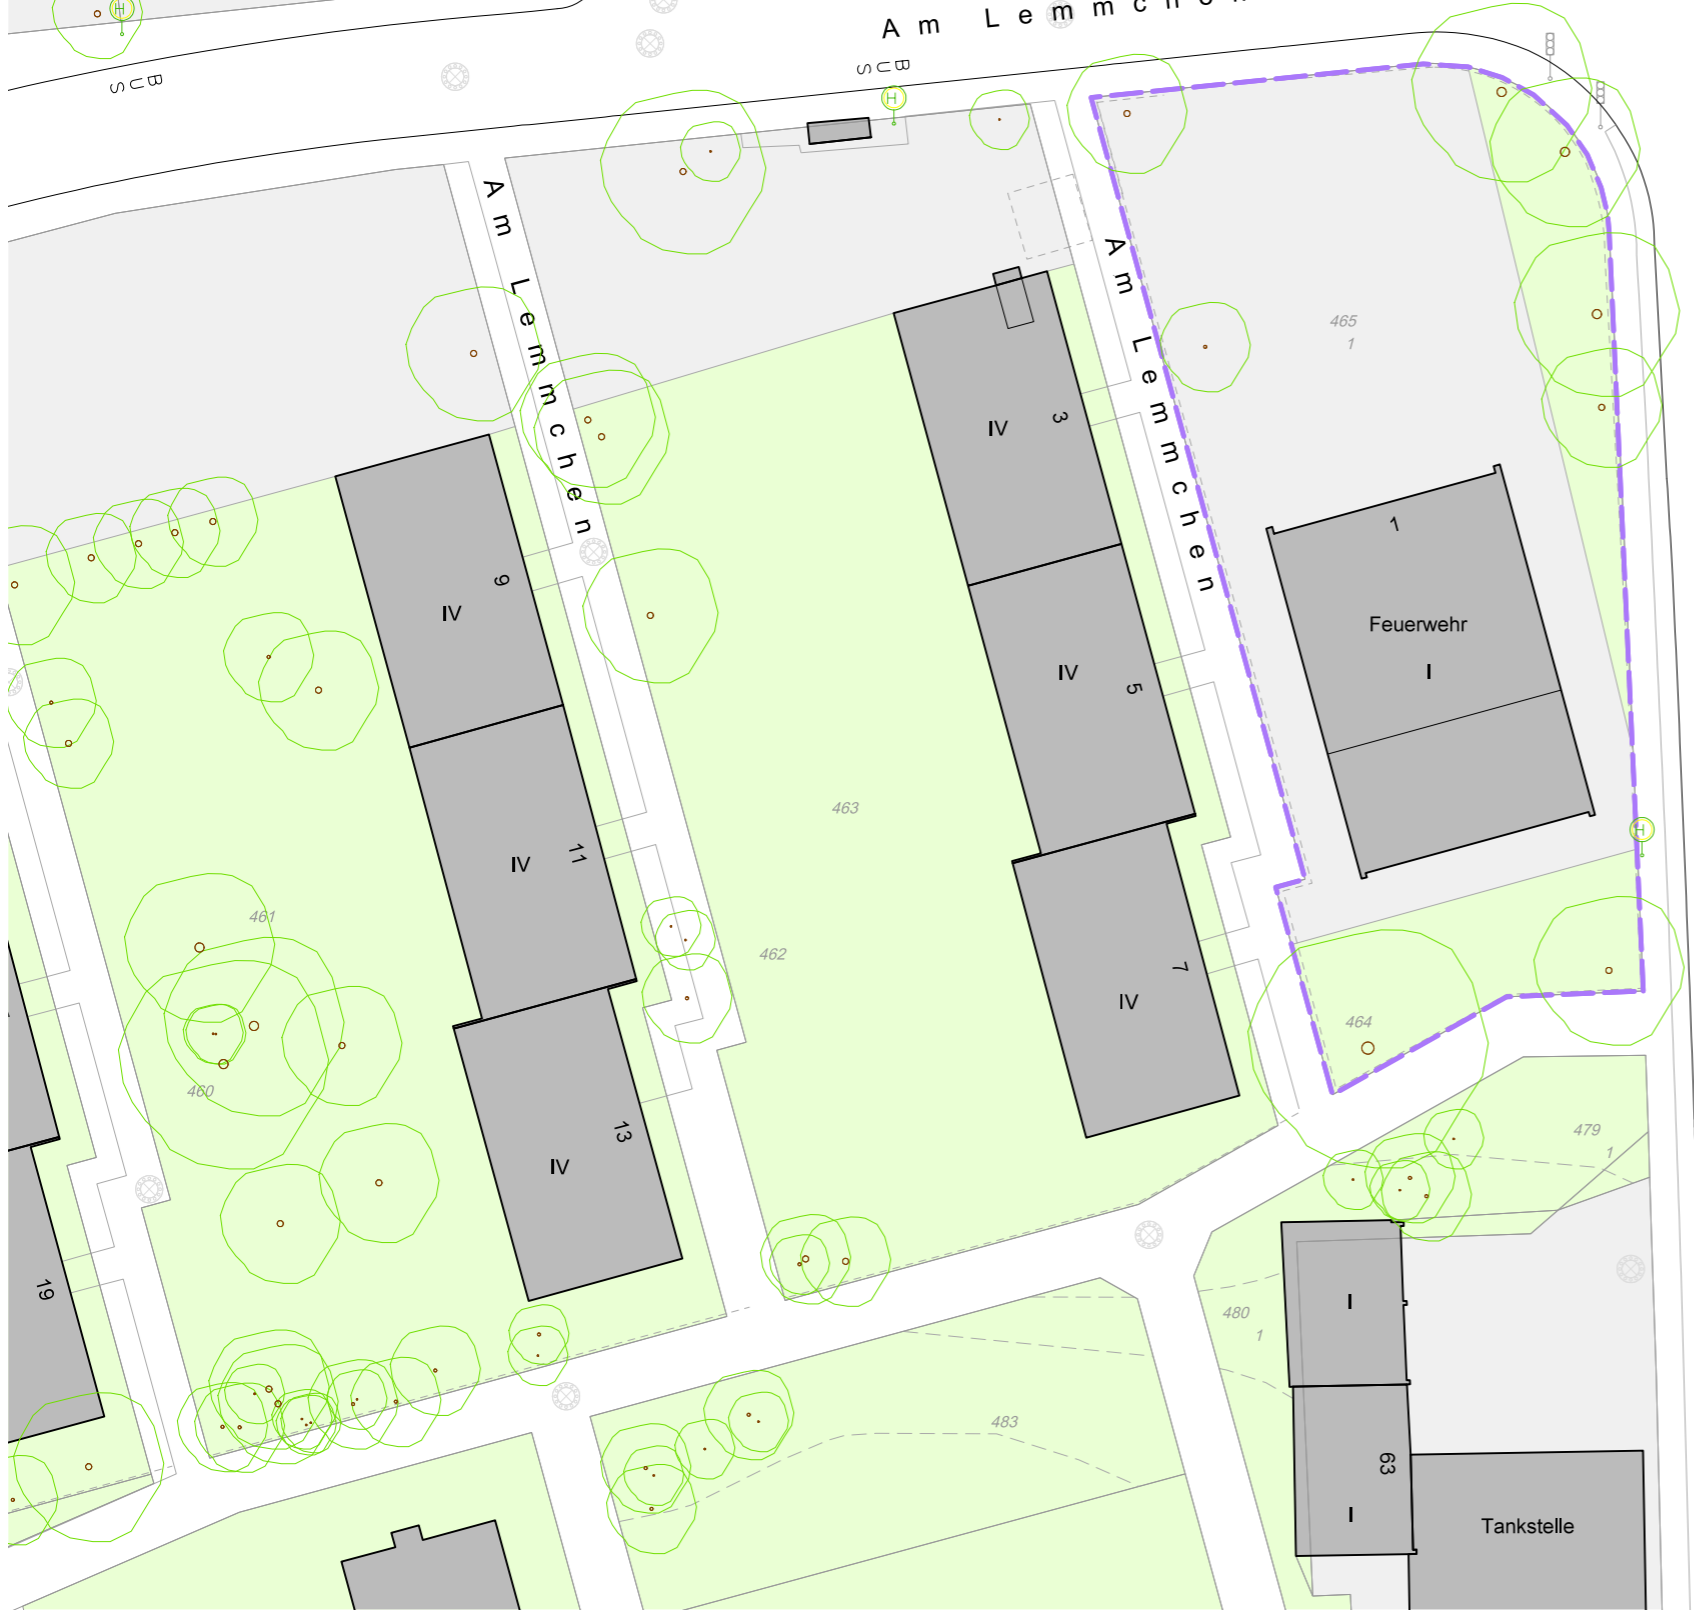 H
Am Lemmchen
BUS
BUS
H
Am Lemmchen
Am Lemmchen
465
1
3
IV
9
IV
1
Feuerwehr
I
IV
5
463
H
11
IV
461
462
7
IV
464
460
13
IV
479
1
19
480
1
I
483
63
I
Tankstelle